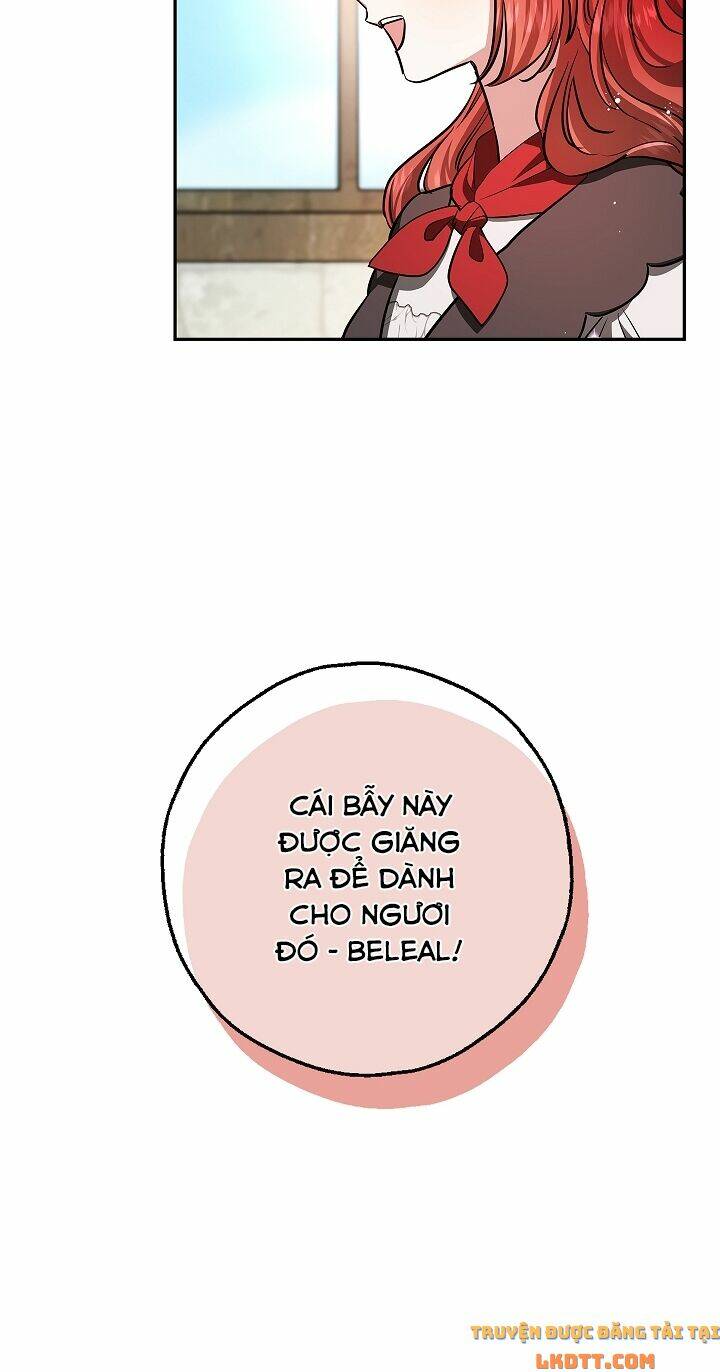 CÁI BẪY NÀY
ĐƯỢC GIĂNG
RA ĐỂ DÀNH
CHO NGƯƠI
ĐÓ - BELEAL!
TRUYỆN ĐƯỢC ĐĂNG TẢI TẠI
LKDTT.COM